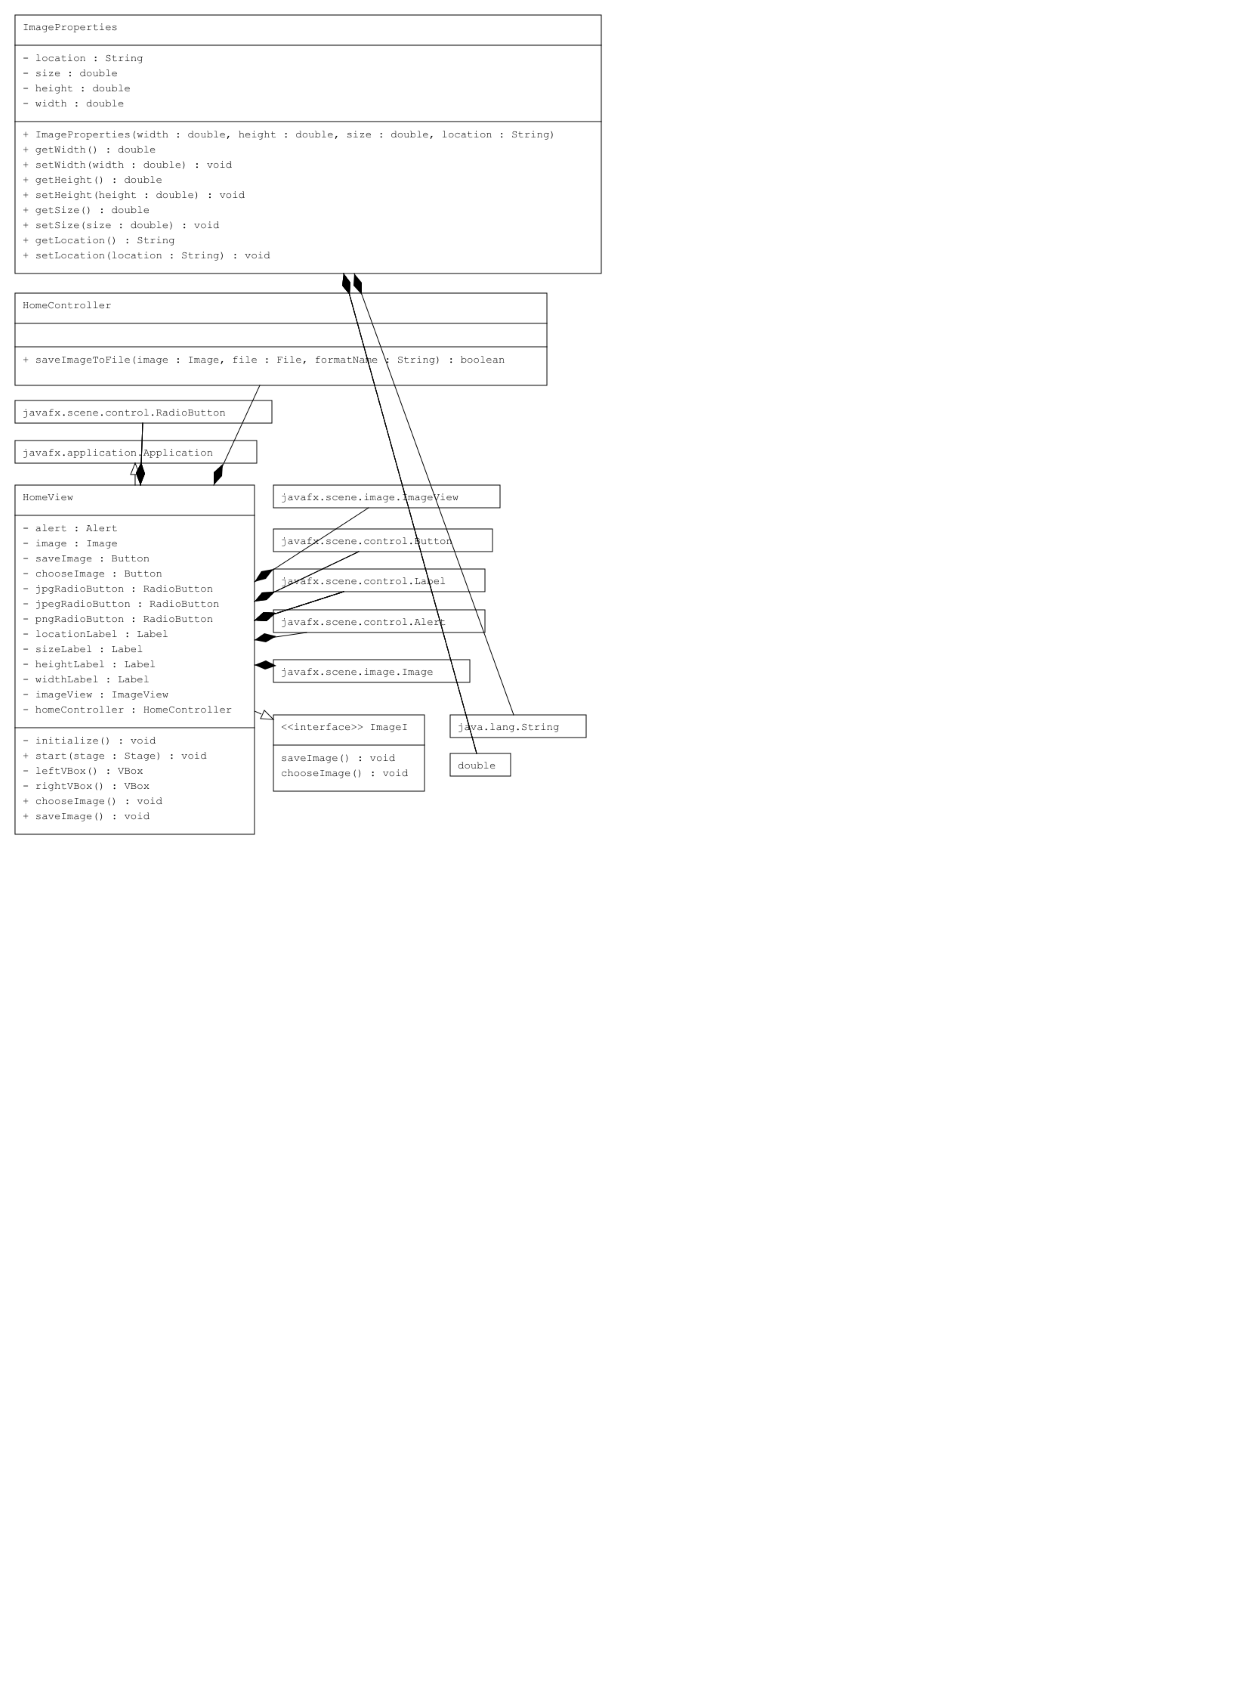 ImageProperties
- location : String
- size : double
- height : double
- width : double
+ ImageProperties(width : double, height : double, size : double, location : String)
+ getWidth() : double
+ setWidth(width : double) : void
+ getHeight() : double
+ setHeight(height : double) : void
+ getSize() : double
+ setSize(size : double) : void
+ getLocation() : String
+ setLocation(location : String) : void
HomeController
+ saveImageToFile(image : Image, file : File, formatName : String) : boolean
javafx.scene.control.RadioButton
javafx.application.Application
HomeView
- alert : Alert
- image : Image
- saveImage : Button
- chooseImage : Button
- jpgRadioButton : RadioButton
- jpegRadioButton : RadioButton
- pngRadioButton : RadioButton
- locationLabel : Label
- sizeLabel : Label
- heightLabel : Label
- widthLabel : Label
- imageView : ImageView
- homeController : HomeController
- initialize() : void
+ start(stage : Stage) : void
- leftVBox() : VBox
- rightVBox() : VBox
+ chooseImage() : void
+ saveImage() : void
javafx.scene.image.ImageView
javafx.scene.control.Button
javafx.scene.control.Label
javafx.scene.control.Alert
javafx.scene.image.Image
<<interface>> ImageI
saveImage() : void
chooseImage() : void
java.lang.String
double